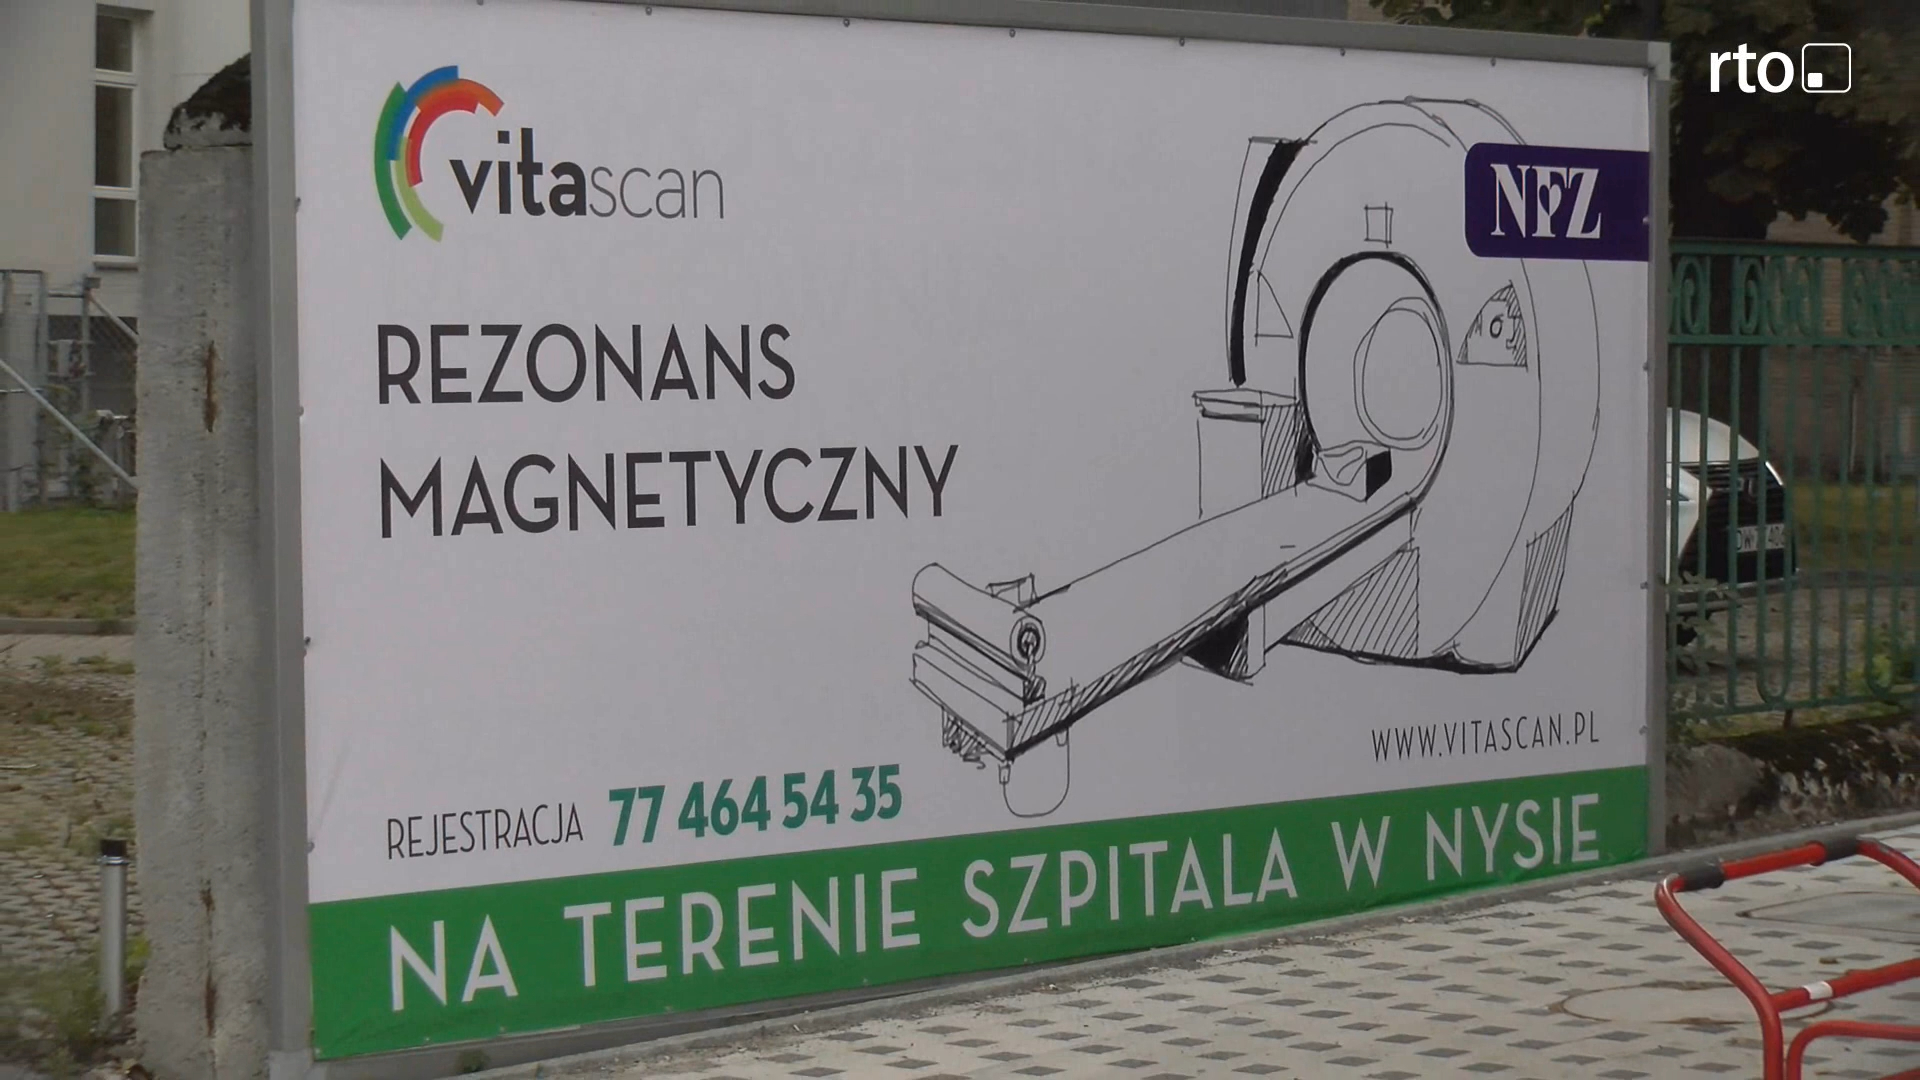 rto
vitascan
NFZ
REZONANS
MAGNETYCZNY
WWW.VITASCAN.PL
REJESTRACJA 77 464 54 35
NA TERENIE SZPITALA W NYSIE